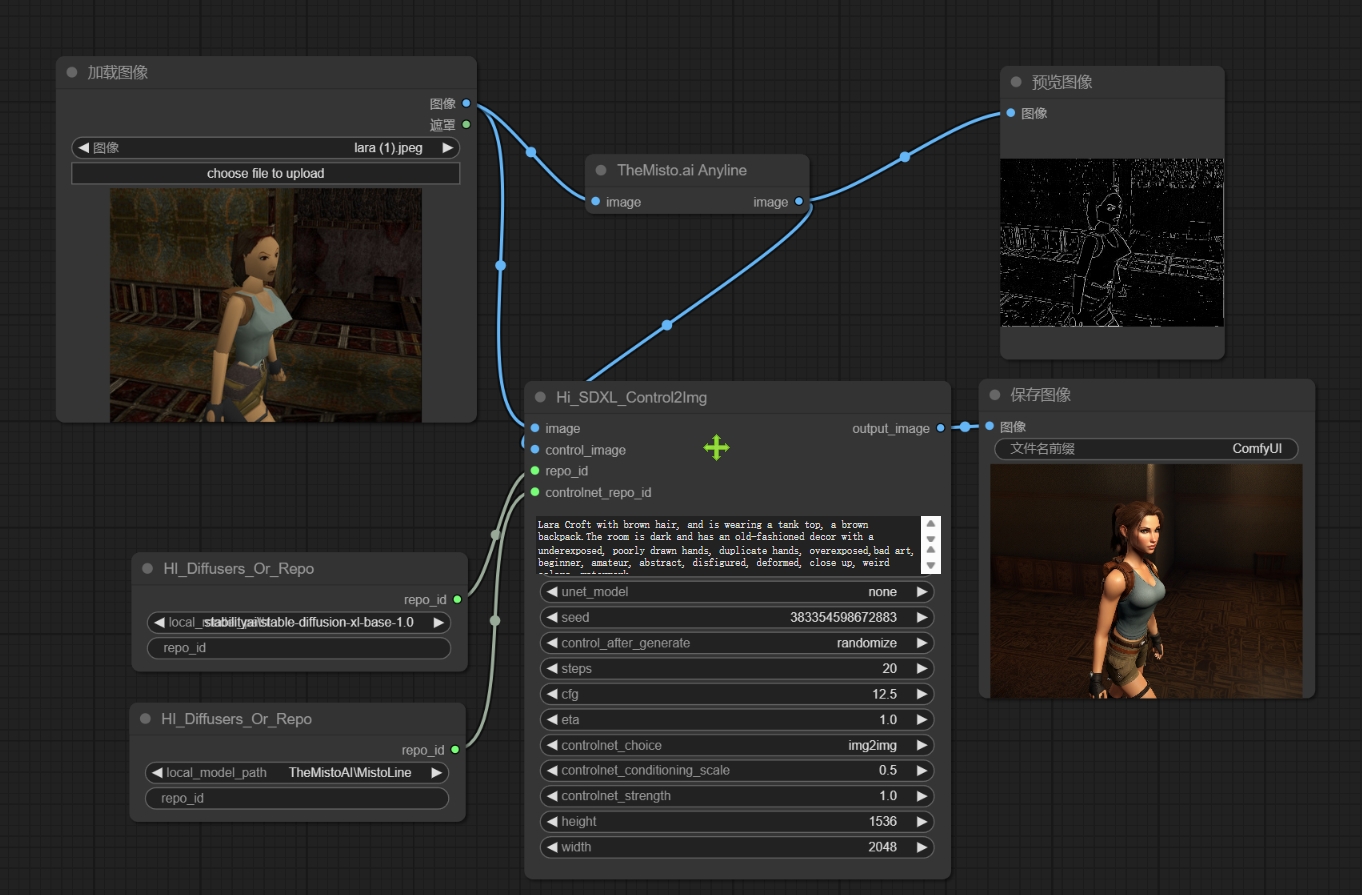 加载图像
图像
遮罩
图像 lara (1).jpeg
choose file to upload
TheMisto.ai Anyline
image image
预览图像
图像
Hi_SDXL_Control2Img
image output_image
control_image
repo_id
controlnet_repo_id
Lara Croft with brown hair, and is wearing a tank top, a brown
backpack.The room is dark and has an old-fashioned decor with a
underexposed, poorly drawn hands, duplicate hands, overexposed,bad art,
beginner, amateur, abstract, disfigured, deformed, close up, weird
unet_model none
seed 383354598672883
control_after_generate randomize
steps 20
cfg 12.5
eta 1.0
controlnet_choice img2img
controlnet_conditioning_scale 0.5
controlnet_strength 1.0
height 1536
width 2048
保存图像
图像
文件名前缀 ComfyUI
HI_Diffusers_Or_Repo
repo_id
stabilityai\stable-diffusion-xl-base-1.0
repo_id
HI_Diffusers_Or_Repo
repo_id
local_model_path TheMistoAI\MistoLine
repo_id